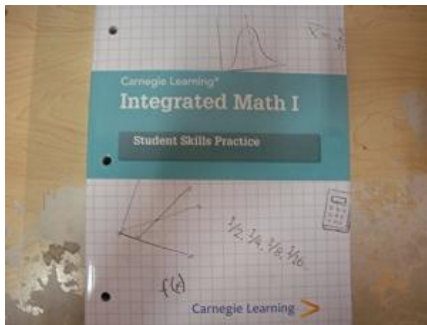 Carnegie Learning®
Integrated Math I
Student Skills Practice
1/2, 1/4, 1/8, 1/16
f(x)
Carnegie Learning